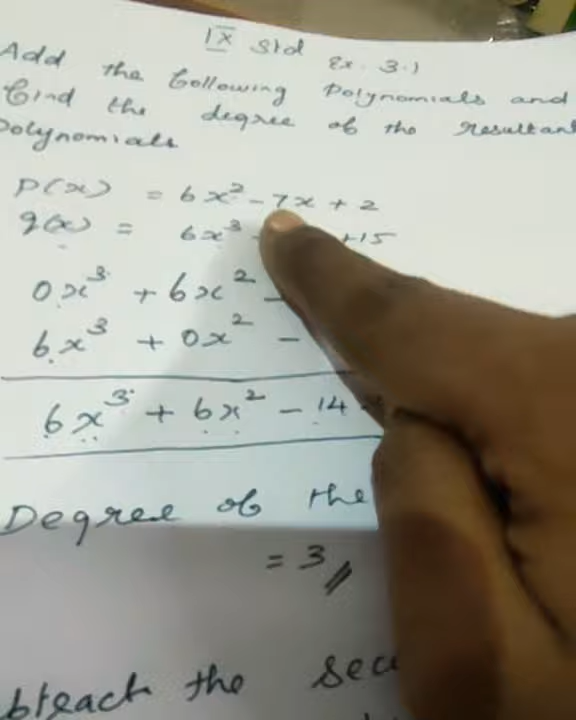 IX Std
Ex. 3.1
Add the following Polynomials and
find the degree of the resultant
Polynomials
p(x) = 6x² - 7x + 2
q(x) = 6x³ - +15
0x³ + 6x² -
6x³ + 0x² -
6x³ + 6x² - 14
Degree of the
= 3 //
btract the sec